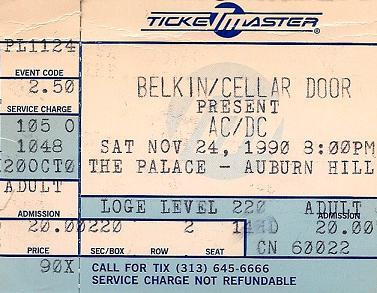 TICKETMASTER
PL1124
EVENT CODE
2.50
SERVICE CHARGE
105 0
1048
20OCT0
ADULT
ADMISSION
20.00
PRICE
90X
BELKIN/CELLAR DOOR
PRESENT
AC/DC
SAT NOV 24, 1990 8:00PM
THE PALACE - AUBURN HILL
LOGE LEVEL 220 ADULT
ADMISSION
220 2 20.00
SEC/BOX ROW SEAT CN 60022
CALL FOR TIX (313) 645-6666
SERVICE CHARGE NOT REFUNDABLE